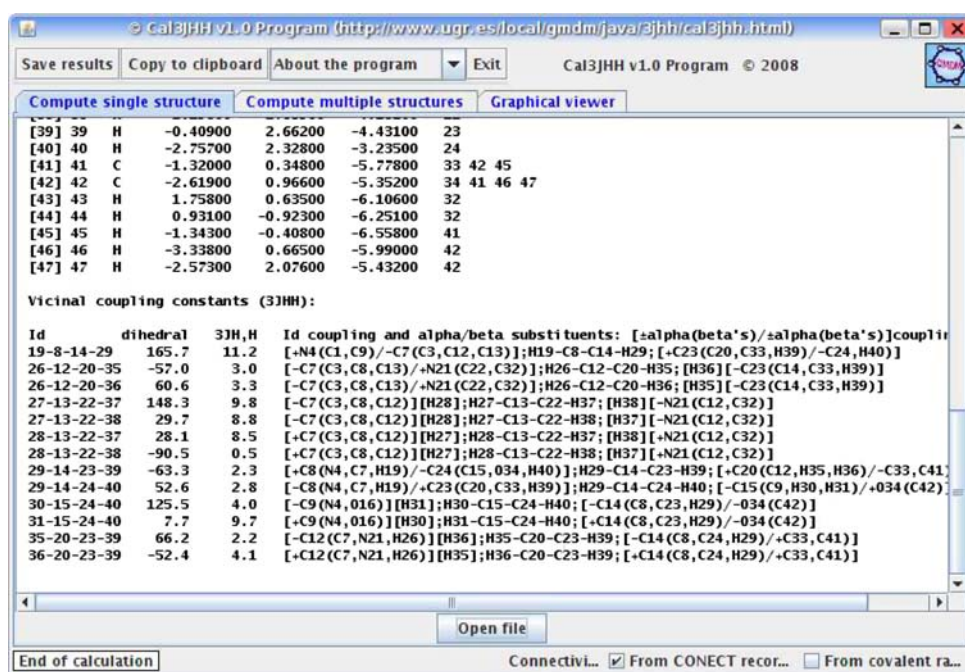 Cal3JHH v1.0 Program (http://www.ugr.es/local/gmdm/java/3jhh/cal3jhh.html)
Save results Copy to clipboard About the program Exit Cal3JHH v1.0 Program © 2008
Compute single structure Compute multiple structures Graphical viewer
[39] 39 H -0.40900 2.66200 -4.43100 23
[40] 40 H -2.75700 2.32800 -3.23500 24
[41] 41 C -1.32000 0.34800 -5.77800 33 42 45
[42] 42 C -2.61900 0.96600 -5.35200 34 41 46 47
[43] 43 H 1.75800 0.63500 -6.10600 32
[44] 44 H 0.93100 -0.92300 -6.25100 32
[45] 45 H -1.34300 -0.40800 -6.55800 41
[46] 46 H -3.33800 0.66500 -5.99000 42
[47] 47 H -2.57300 2.07600 -5.43200 42
Vicinal coupling constants (3JHH):
Id dihedral 3JH,H Id coupling and alpha/beta substituents: [±alpha(beta's)/±alpha(beta's)]couplin
19-8-14-29 165.7 11.2 [+N4(C1,C9)/-C7(C3,C12,C13)];H19-C8-C14-H29;[+C23(C20,C33,H39)/-C24,H40)]
26-12-20-35 -57.0 3.0 [-C7(C3,C8,C13)/+N21(C22,C32)];H26-C12-C20-H35;[H36][-C23(C14,C33,H39)]
26-12-20-36 60.6 3.3 [-C7(C3,C8,C13)/+N21(C22,C32)];H26-C12-C20-H36;[H35][-C23(C14,C33,H39)]
27-13-22-37 148.3 9.8 [-C7(C3,C8,C12)][H28];H27-C13-C22-H37;[H38][-N21(C12,C32)]
27-13-22-38 29.7 8.8 [-C7(C3,C8,C12)][H28];H27-C13-C22-H38;[H37][-N21(C12,C32)]
28-13-22-37 28.1 8.5 [+C7(C3,C8,C12)][H27];H28-C13-C22-H37;[H38][+N21(C12,C32)]
28-13-22-38 -90.5 0.5 [+C7(C3,C8,C12)][H27];H28-C13-C22-H38;[H37][+N21(C12,C32)]
29-14-23-39 -63.3 2.3 [+C8(N4,C7,H19)/-C24(C15,O34,H40)];H29-C14-C23-H39;[+C20(C12,H35,H36)/-C33,C41)
29-14-24-40 52.6 2.8 [-C8(N4,C7,H19)/+C23(C20,C33,H39)];H29-C14-C24-H40;[-C15(C9,H30,H31)/+O34(C42)]
30-15-24-40 125.5 4.0 [-C9(N4,O16)][H31];H30-C15-C24-H40;[-C14(C8,C23,H29)/-O34(C42)]
31-15-24-40 7.7 9.7 [+C9(N4,O16)][H30];H31-C15-C24-H40;[+C14(C8,C23,H29)/-O34(C42)]
35-20-23-39 66.2 2.2 [-C12(C7,N21,H26)][H36];H35-C20-C23-H39;[-C14(C8,C24,H29)/+C33,C41)]
36-20-23-39 -52.4 4.1 [+C12(C7,N21,H26)][H35];H36-C20-C23-H39;[+C14(C8,C24,H29)/+C33,C41)]
Open file
End of calculation Connectivi... From CONECT recor... From covalent ra...